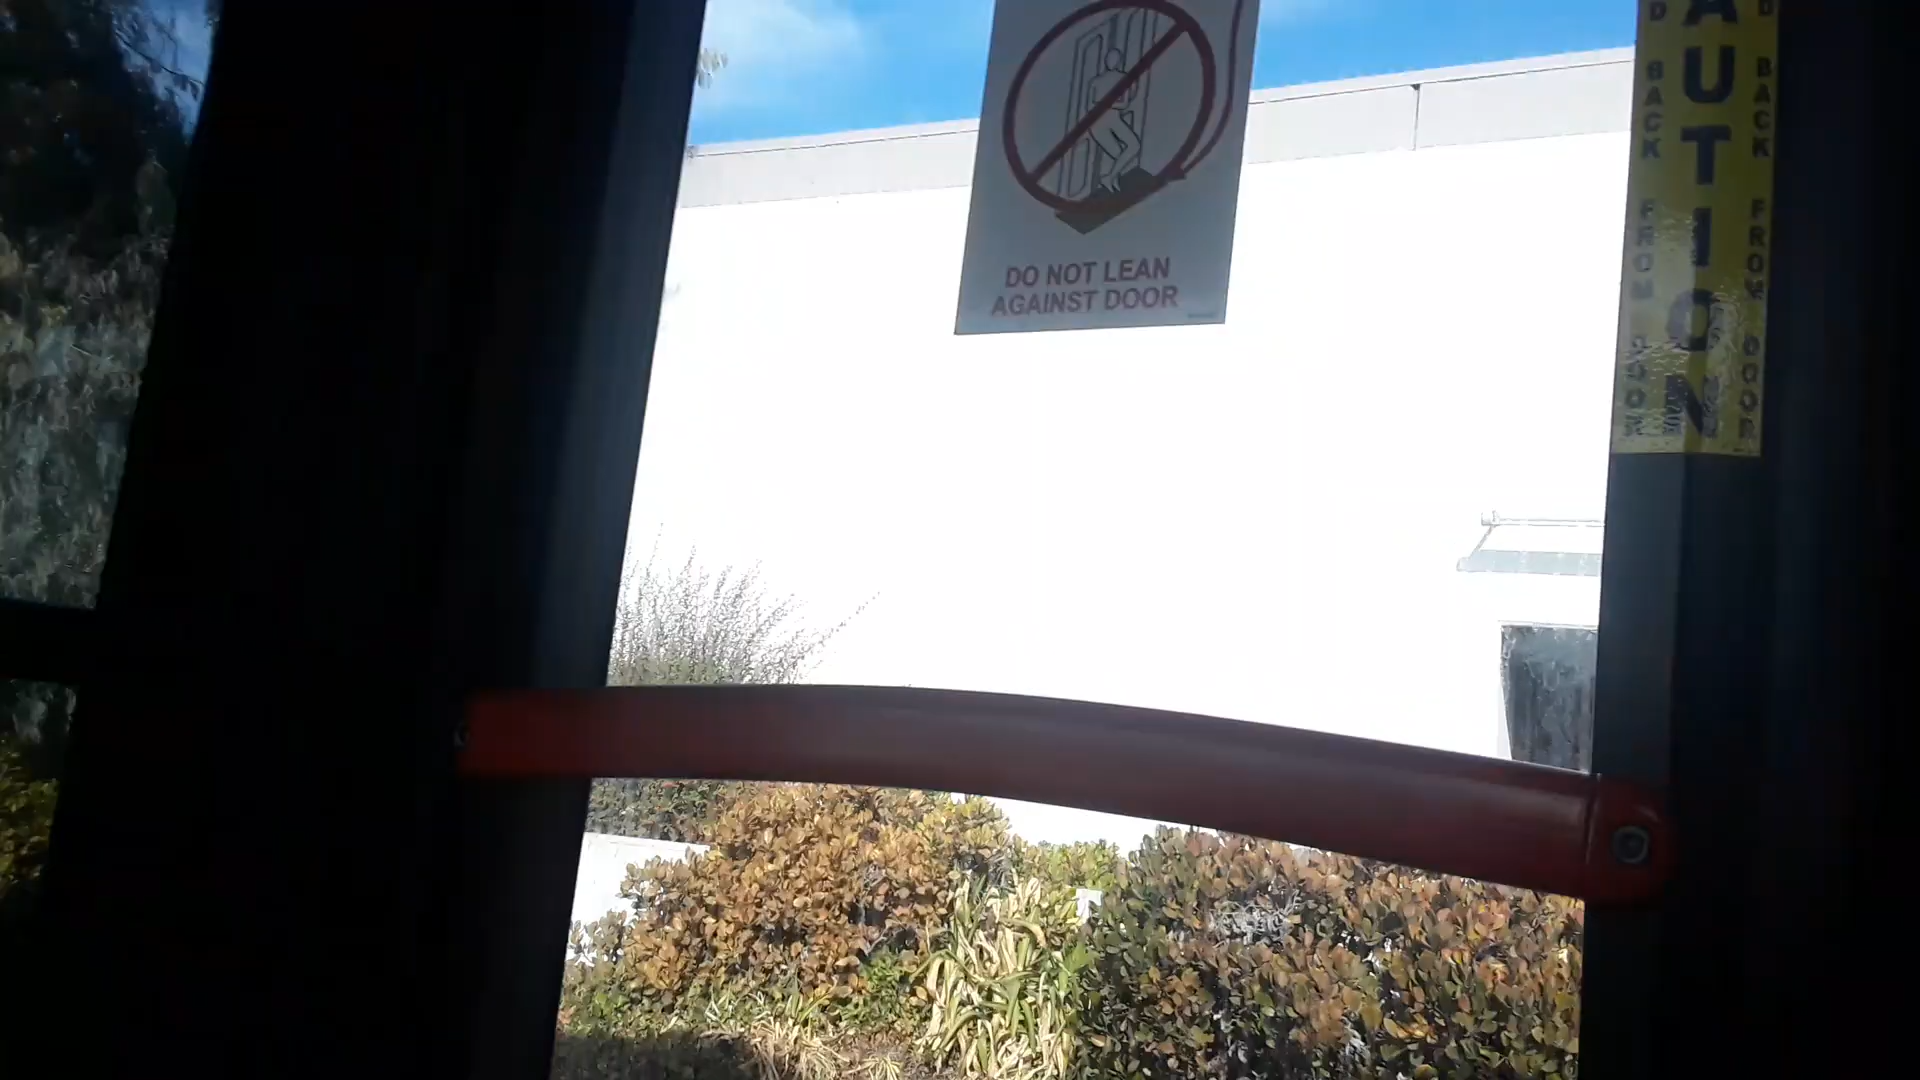 DO NOT LEAN
AGAINST DOOR
AUTION
D BACK FROM DOOR
D BACK FROM DOOR